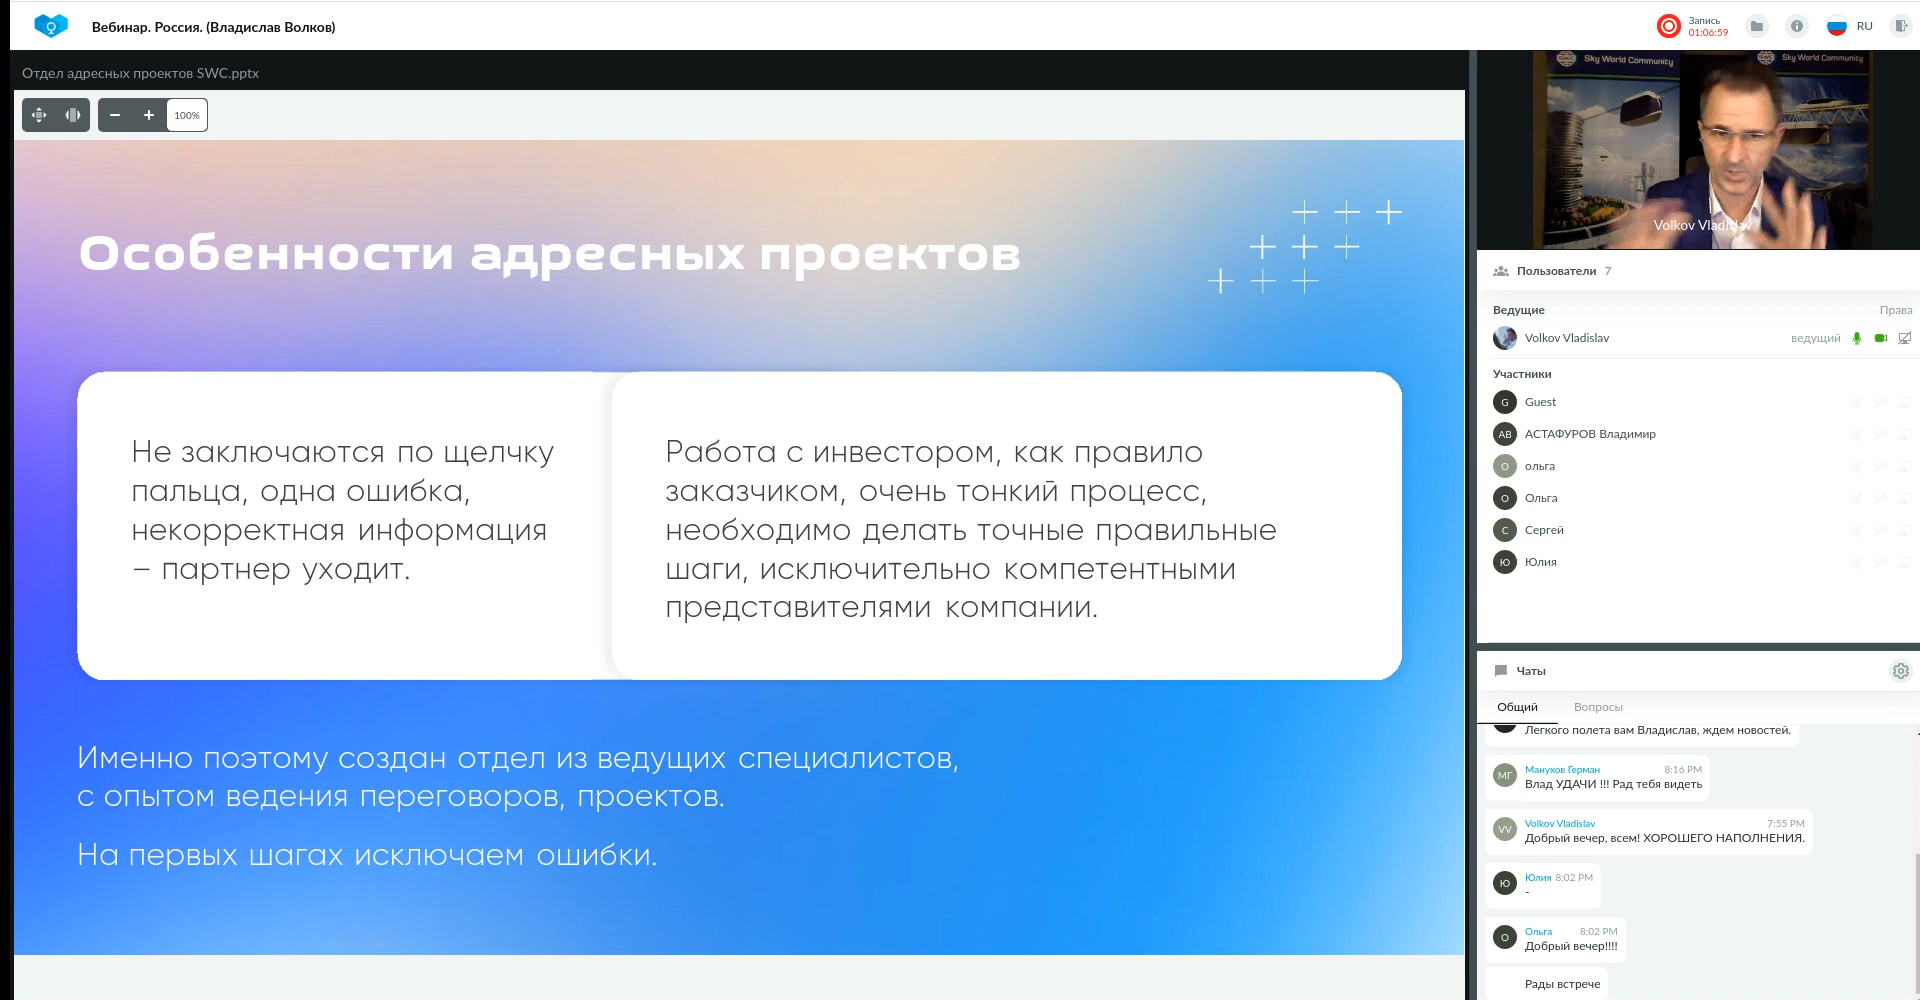 Вебинар. Россия. (Владислав Волков)
Запись
01:06:59
RU
Отдел адресных проектов SWC.pptx
100%
Особенности адресных проектов
Не заключаются по щелчку
пальца, одна ошибка,
некорректная информация
– партнер уходит.
Работа с инвестором, как правило
заказчиком, очень тонкий процесс,
необходимо делать точные правильные
шаги, исключительно компетентными
представителями компании.
Именно поэтому создан отдел из ведущих специалистов,
с опытом ведения переговоров, проектов.
На первых шагах исключаем ошибки.
Sky World Community
Sky World Community
Volkov Vladislav
Пользователи 7
Ведущие Права
Volkov Vladislav ведущий
Участники
G Guest
АВ АСТАФУРОВ Владимир
О ольга
О Ольга
С Сергей
Ю Юлия
Чаты
Общий Вопросы
Легкого полета вам Владислав, ждем новостей.
МГ Манухов Герман 8:16 PM
Влад УДАЧИ !!! Рад тебя видеть
VV Volkov Vladislav 7:55 PM
Добрый вечер, всем! ХОРОШЕГО НАПОЛНЕНИЯ.
Ю Юлия 8:02 PM
-
О Ольга 8:02 PM
Добрый вечер!!!!
Рады встрече